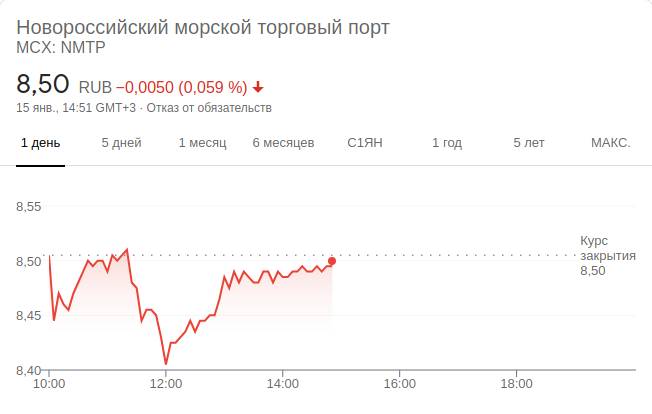 Новороссийский морской торговый порт
MCX: NMTP
8,50 RUB −0,0050 (0,059 %)
15 янв., 14:51 GMT+3 · Отказ от обязательств
1 день 5 дней 1 месяц 6 месяцев С1ЯН 1 год 5 лет МАКС.
8,55
Курс
закрытия
8,50
8,50
8,45
8,40
10:00 12:00 14:00 16:00 18:00